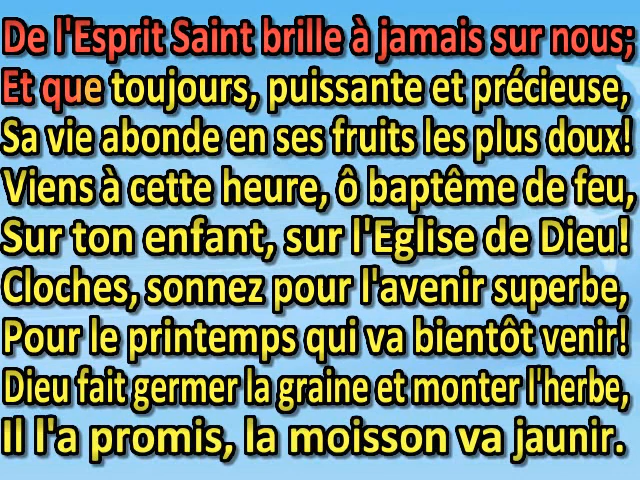 De l'Esprit Saint brille à jamais sur nous;
Et que toujours, puissante et précieuse,
Sa vie abonde en ses fruits les plus doux!
Viens à cette heure, ô baptême de feu,
Sur ton enfant, sur l'Eglise de Dieu!
Cloches, sonnez pour l'avenir superbe,
Pour le printemps qui va bientôt venir!
Dieu fait germer la graine et monter l'herbe,
Il l'a promis, la moisson va jaunir.